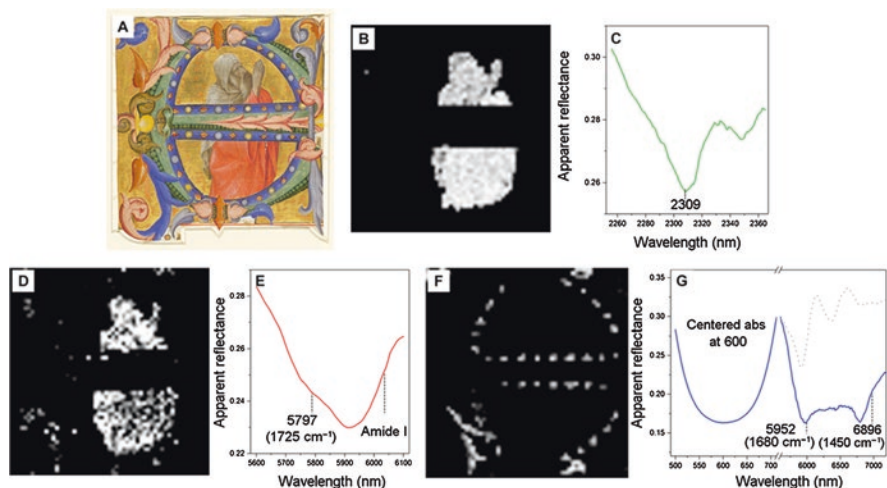 A
B
C
Apparent reflectance
0.30
0.28
0.26
2309
2260 2280 2300 2320 2340 2360
Wavelength (nm)
D
E
Apparent reflectance
0.28
0.26
0.24
0.22
5797
(1725 cm⁻¹)
Amide I
5600 5700 5800 5900 6000 6100
Wavelength (nm)
F
G
Apparent reflectance
0.35
0.30
0.25
0.20
0.15
Centered abs
at 600
5952
(1680 cm⁻¹)
6896
(1450 cm⁻¹)
500 550 600 650 700 6000 6500 7000
Wavelength (nm)